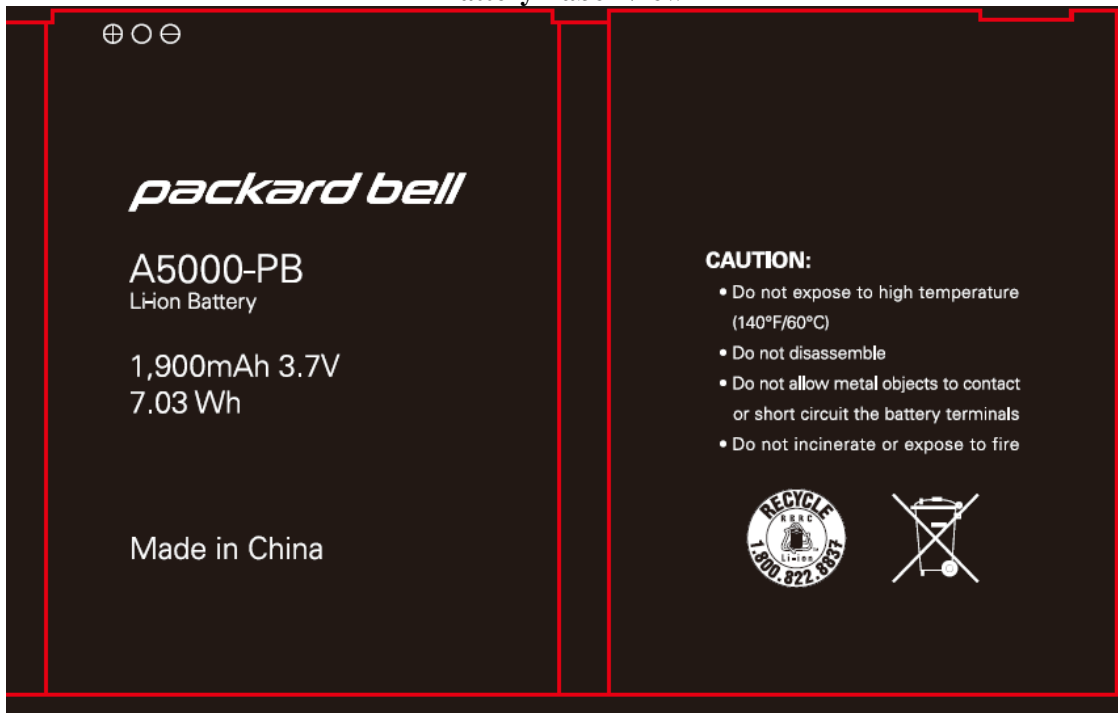 packard bell
A5000-PB
Li-ion Battery
1,900mAh 3.7V
7.03 Wh
Made in China
CAUTION:
• Do not expose to high temperature
(140°F/60°C)
• Do not disassemble
• Do not allow metal objects to contact
or short circuit the battery terminals
• Do not incinerate or expose to fire
RECYCLE
RBRC
Li-ion
1.800.822.8837